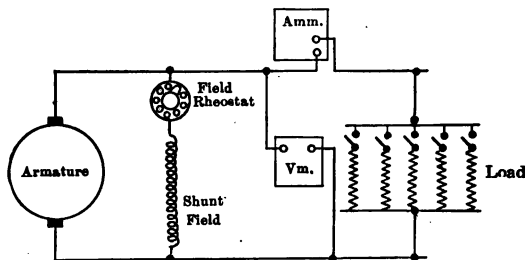 Amm.
Field
Rheostat
Armature
Vm.
Load
Shunt
Field